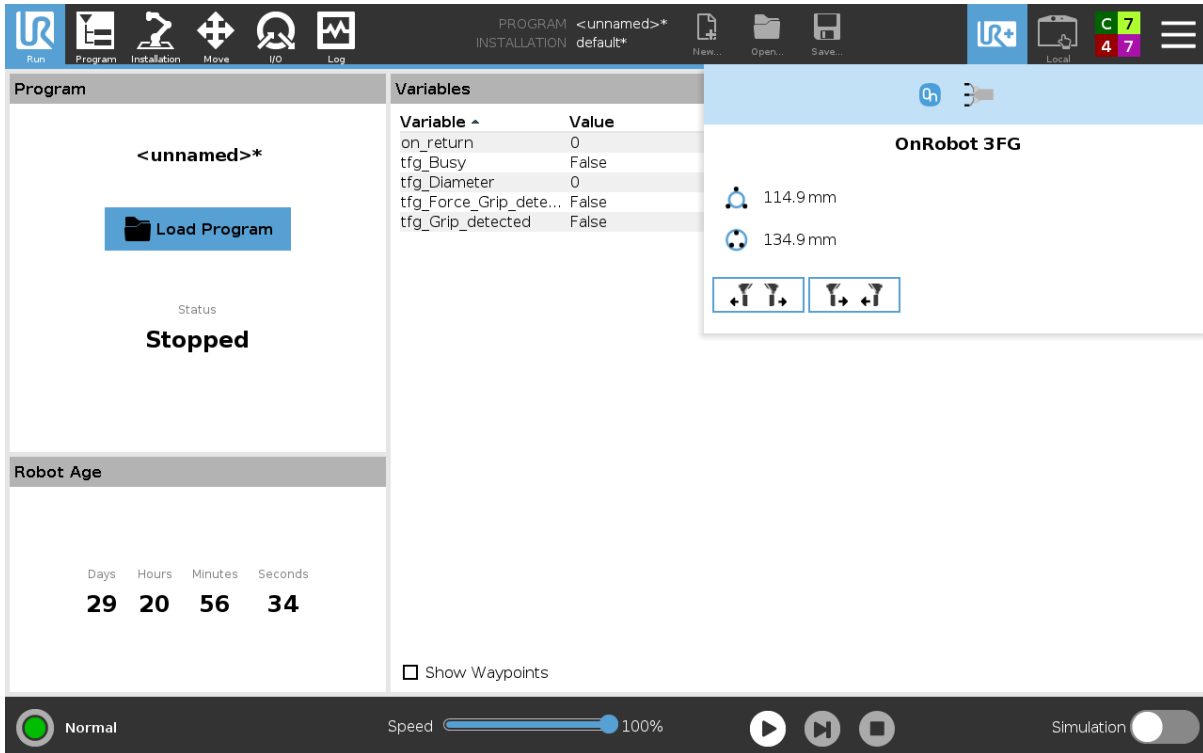 PROGRAM <unnamed>*
INSTALLATION default*
Run Program Installation Move I/O Log
New... Open... Save...
UR+
Local
C 7
4 7
Program
<unnamed>*
Load Program
Status
Stopped
Robot Age
Days Hours Minutes Seconds
29 20 56 34
Variables
Variable Value
on_return 0
tfg_Busy False
tfg_Diameter 0
tfg_Force_Grip_dete... False
tfg_Grip_detected False
Show Waypoints
On
OnRobot 3FG
114.9 mm
134.9 mm
Normal
Speed 100%
Simulation